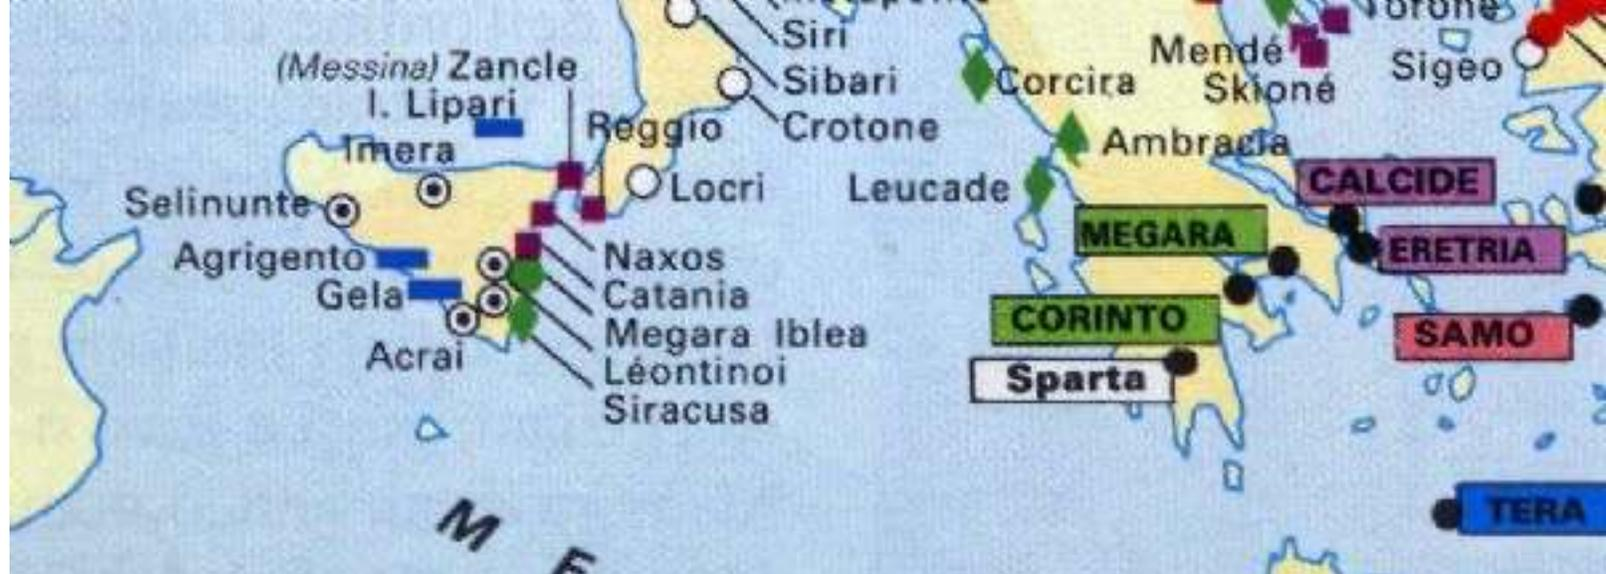 Siri
(Messina) Zancle
Sibari
I. Lipari
Reggio
Crotone
Imera
Locri
Selinunte
Agrigento
Naxos
Gela
Catania
Megara Iblea
Acrai
Léontinoi
Siracusa
Corcira
Ambracia
Leucade
Mendé
Skioné
Torone
Sigeo
CALCIDE
MEGARA
ERETRIA
CORINTO
SAMO
Sparta
TERA
M E